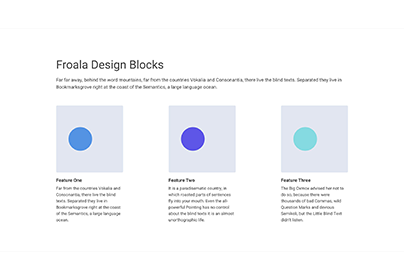 Froala Design Blocks
Far far away, behind the word mountains, far from the countries Vokalia and Consonantia, there live the blind texts. Separated they live in
Bookmarksgrove right at the coast of the Semantics, a large language ocean.
Feature One
Far from the countries Vokalia and
Consonantia, there live the blind
texts. Separated they live in
Bookmarksgrove right at the coast
of the Semantics, a large language
ocean.
Feature Two
It is a paradisematic country, in
which roasted parts of sentences
fly into your mouth. Even the all-
powerful Pointing has no control
about the blind texts it is an almost
unorthographic life.
Feature Three
The Big Oxmox advised her not to
do so, because there were
thousands of bad Commas, wild
Question Marks and devious
Semikoli, but the Little Blind Text
didn't listen.